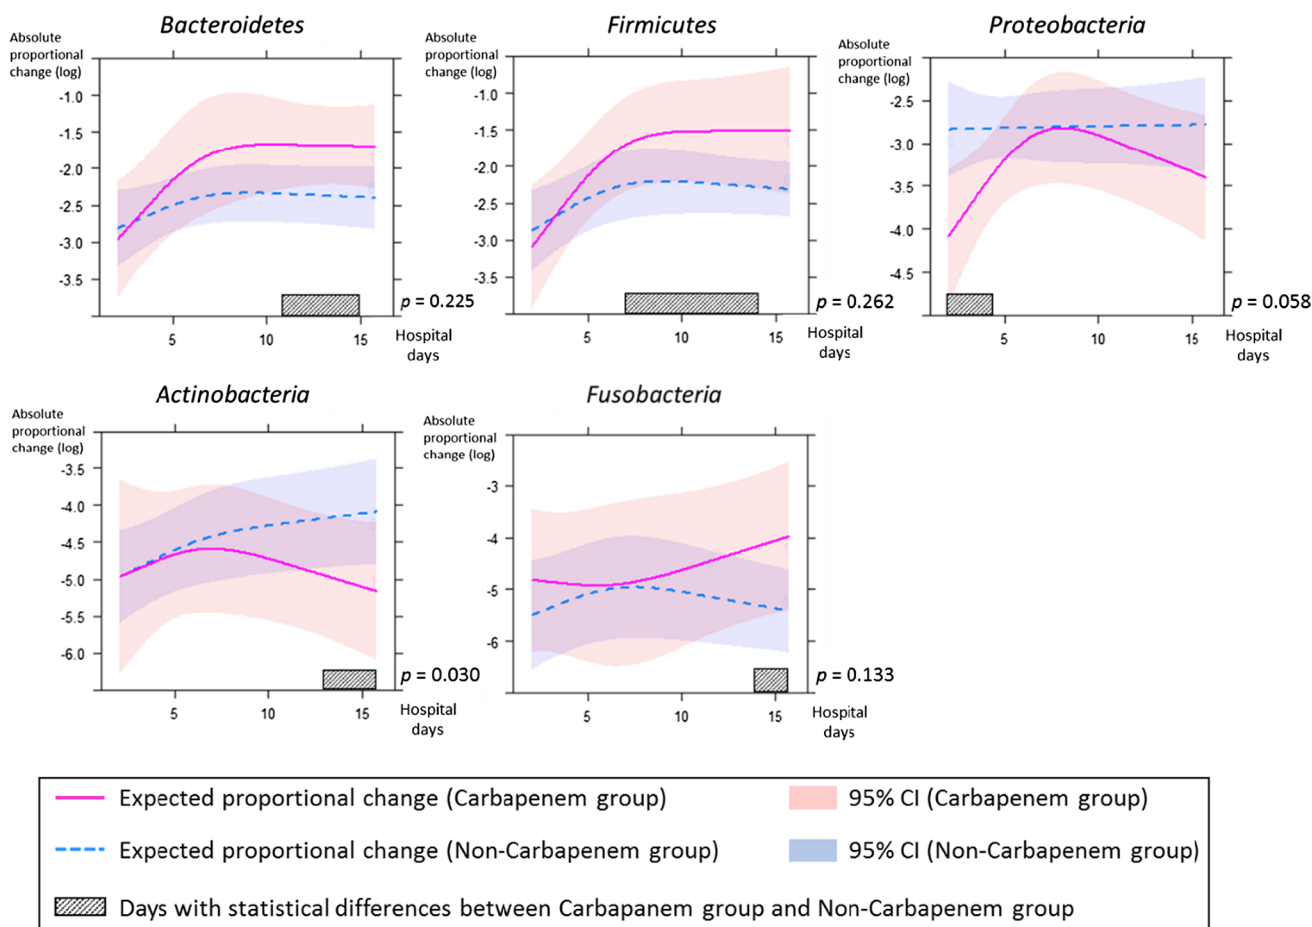 Bacteroidetes
Absolute
proportional
change (log)
-1.0
-1.5
-2.0
-2.5
-3.0
-3.5
5
10
15
p = 0.225
Hospital
days
Firmicutes
Absolute
proportional
change (log)
-1.0
-1.5
-2.0
-2.5
-3.0
-3.5
5
10
15
p = 0.262
Hospital
days
Proteobacteria
Absolute
proportional
change (log)
-2.5
-3.0
-3.5
-4.0
-4.5
5
10
15
p = 0.058
Hospital
days
Actinobacteria
Absolute
proportional
change (log)
-3.5
-4.0
-4.5
-5.0
-5.5
-6.0
5
10
15
p = 0.030
Hospital
days
Fusobacteria
Absolute
proportional
change (log)
-3
-4
-5
-6
5
10
15
p = 0.133
Hospital
days
Expected proportional change (Carbapenem group)
95% CI (Carbapenem group)
Expected proportional change (Non-Carbapenem group)
95% CI (Non-Carbapenem group)
Days with statistical differences between Carbapanem group and Non-Carbapenem group